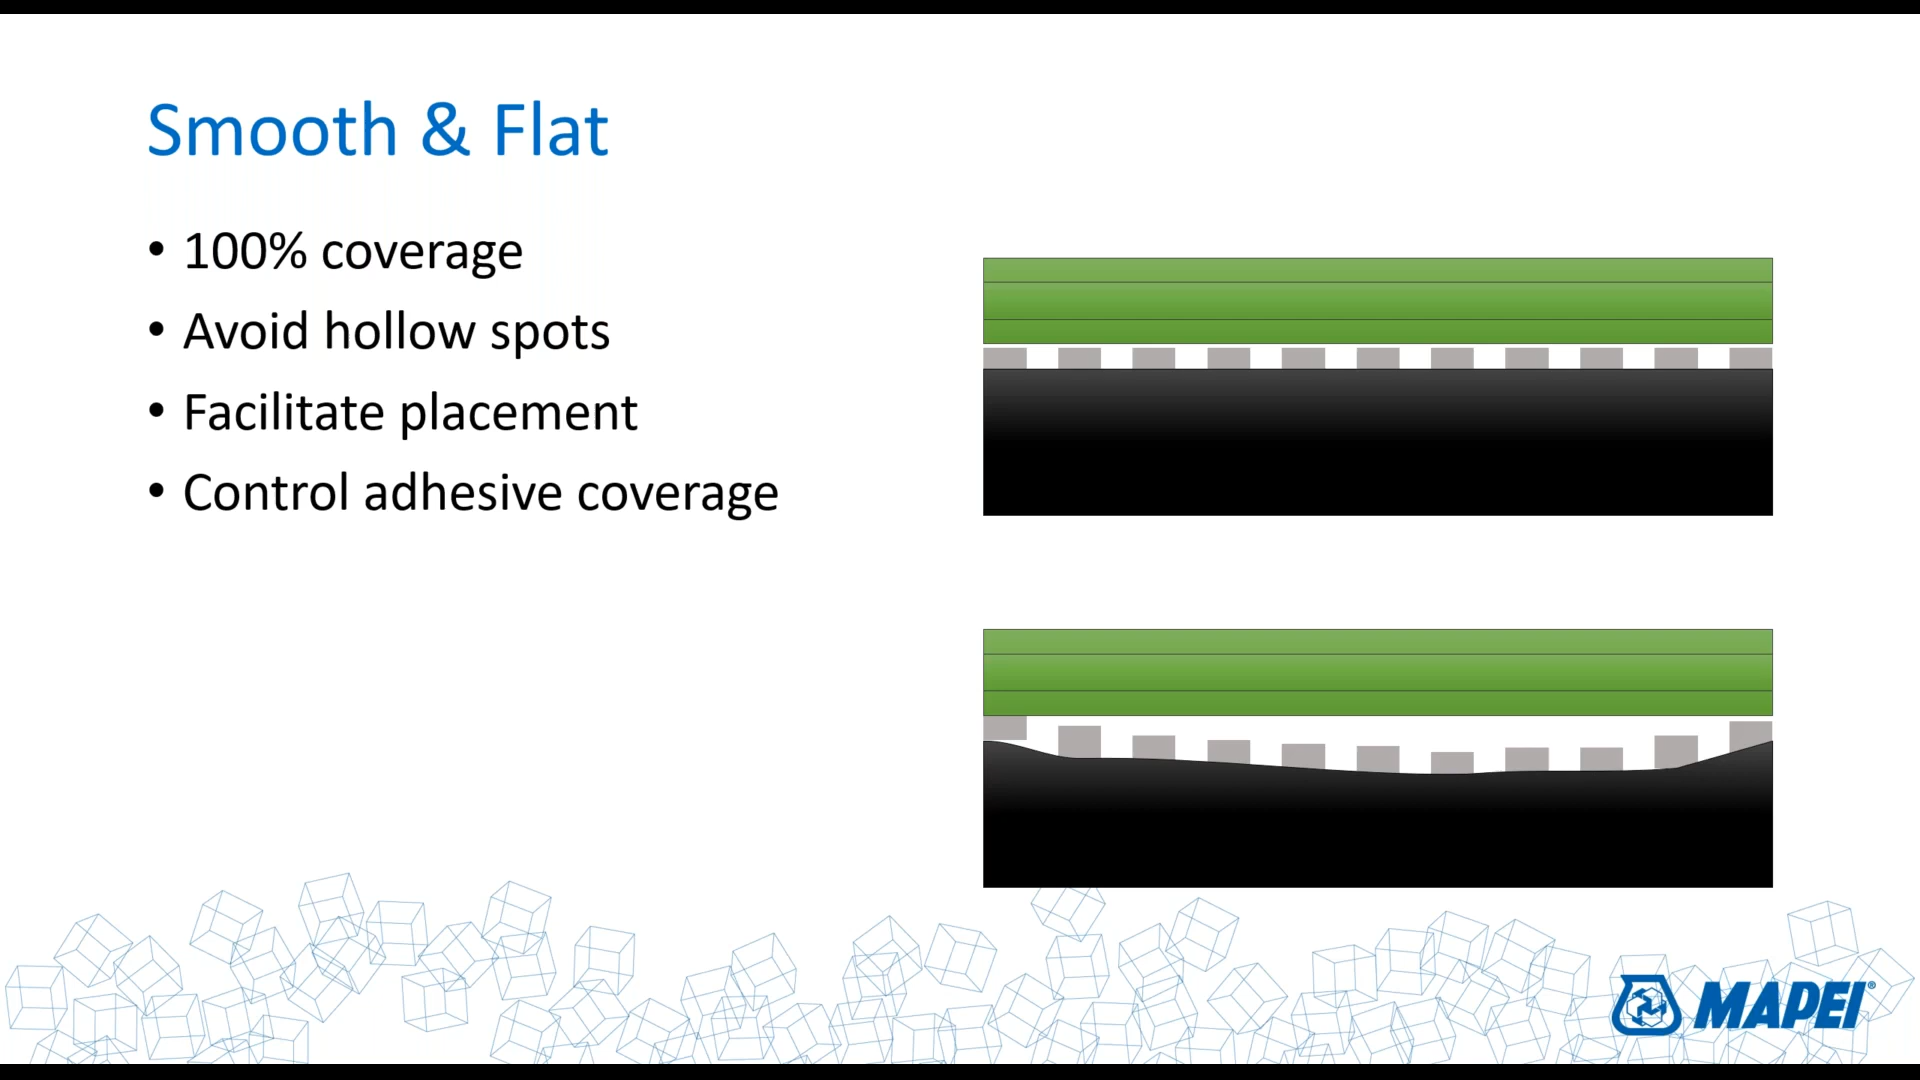 Smooth & Flat
• 100% coverage
• Avoid hollow spots
• Facilitate placement
• Control adhesive coverage
MAPEI®